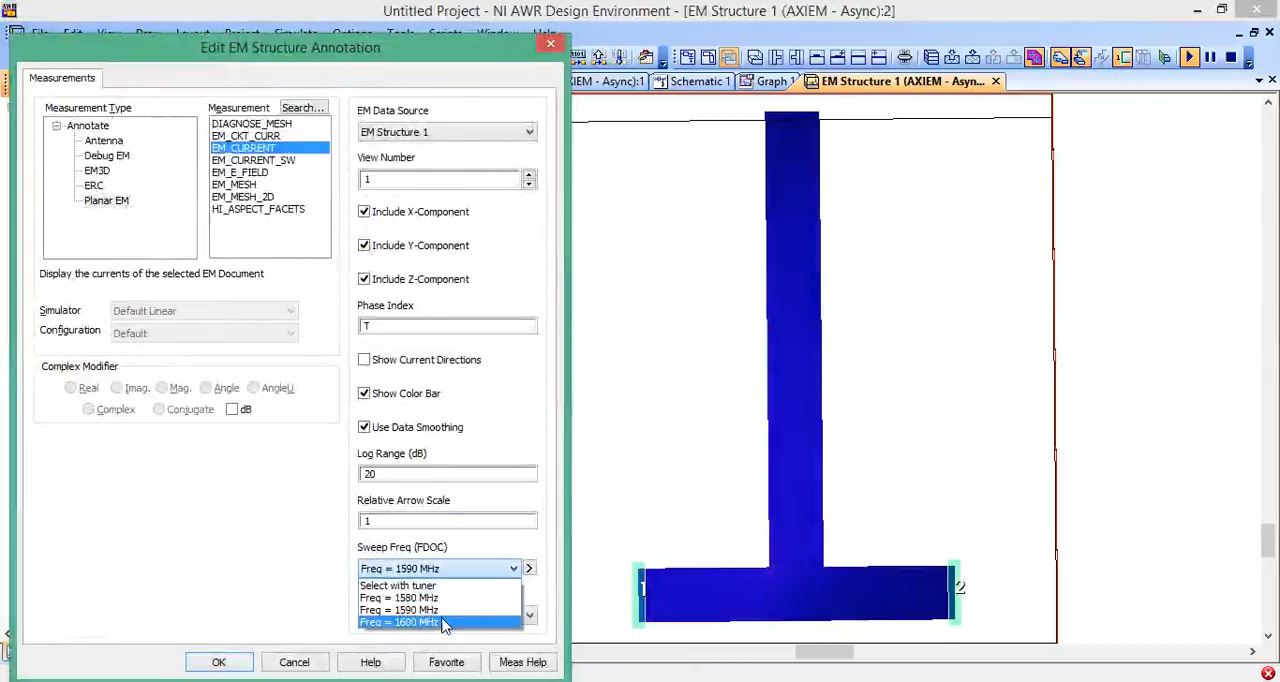 Untitled Project - NI AWR Design Environment - [EM Structure 1 (AXIEM - Async):2]
Edit EM Structure Annotation
AXIEM - Async):1
Schematic 1
Graph 1
EM Structure 1 (AXIEM - Asyn...
Measurements
Measurement Type
Annotate
Antenna
Debug EM
EM3D
ERC
Planar EM
Measurement
Search...
DIAGNOSE_MESH
EM_CKT_CURR
EM_CURRENT
EM_CURRENT_SW
EM_E_FIELD
EM_MESH
EM_MESH_2D
HI_ASPECT_FACETS
Display the currents of the selected EM Document
Simulator
Default Linear
Configuration
Default
Complex Modifier
Real
Imag.
Mag.
Angle
AngleU
Complex
Conjugate
dB
EM Data Source
EM Structure 1
View Number
1
Include X-Component
Include Y-Component
Include Z-Component
Phase Index
T
Show Current Directions
Show Color Bar
Use Data Smoothing
Log Range (dB)
20
Relative Arrow Scale
1
Sweep Freq (FDOC)
Freq = 1590 MHz
Select with tuner
Freq = 1580 MHz
Freq = 1590 MHz
Freq = 1600 MHz
OK
Cancel
Help
Favorite
Meas Help
1
2